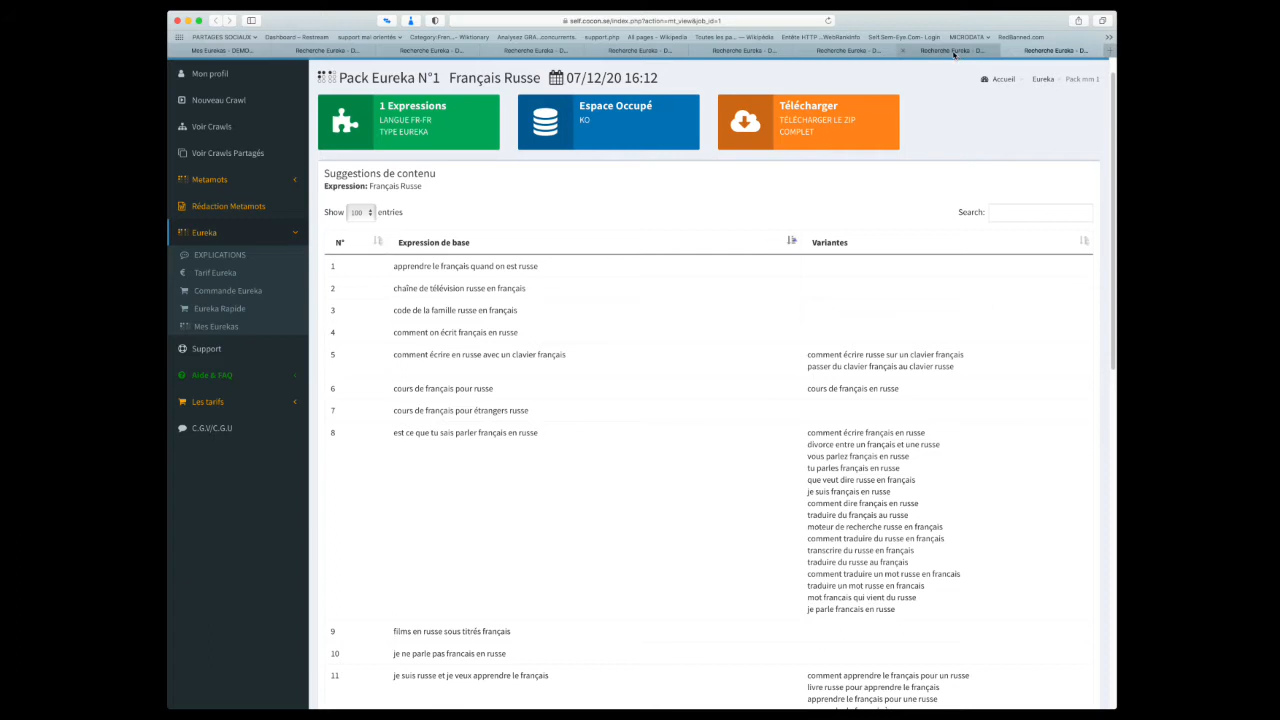 self.cocon.se/index.php?action=mt_view&job_id=1
PARTAGES SOCIAUX Dashboard – Restream support mal orientés Category:Fren...– Wiktionary Analysez GRA...concurrents. support.php All pages – Wikipedia Toutes les pa... — Wikipédia Entête HTTP ...WebRankInfo Self.Sem-Eye.Com- Login MICRODATA RedBanned.com
Mes Eurekas - DEMO... Recherche Eureka - D... Recherche Eureka - D... Recherche Eureka - D... Recherche Eureka - D... Recherche Eureka - D... Recherche Eureka - D... Recherche Eureka - D... Recherche Eureka - D...
Mon profil
Nouveau Crawl
Voir Crawls
Voir Crawls Partagés
Metamots
Rédaction Metamots
Eureka
EXPLICATIONS
Tarif Eureka
Commande Eureka
Eureka Rapide
Mes Eurekas
Support
Aide & FAQ
Les tarifs
C.G.V/C.G.U
Pack Eureka N°1 Français Russe 07/12/20 16:12
Accueil Eureka Pack mm 1
1 Expressions
LANGUE FR-FR
TYPE EUREKA
Espace Occupé
KO
Télécharger
TÉLÉCHARGER LE ZIP
COMPLET
Suggestions de contenu
Expression: Français Russe
Show 100 entries
Search:
N° Expression de base Variantes
1 apprendre le français quand on est russe
2 chaîne de télévision russe en français
3 code de la famille russe en français
4 comment on écrit français en russe
5 comment écrire en russe avec un clavier français comment écrire russe sur un clavier français
passer du clavier français au clavier russe
6 cours de français pour russe cours de français en russe
7 cours de français pour étrangers russe
8 est ce que tu sais parler français en russe comment écrire français en russe
divorce entre un français et une russe
vous parlez français en russe
tu parles français en russe
que veut dire russe en français
je suis français en russe
comment dire français en russe
traduire du français au russe
moteur de recherche russe en français
comment traduire du russe en français
transcrire du russe en français
traduire du russe au français
comment traduire un mot russe en francais
traduire un mot russe en francais
mot francais qui vient du russe
je parle francais en russe
9 films en russe sous titrés français
10 je ne parle pas francais en russe
11 je suis russe et je veux apprendre le français comment apprendre le français pour un russe
livre russe pour apprendre le français
apprendre le français pour une russe